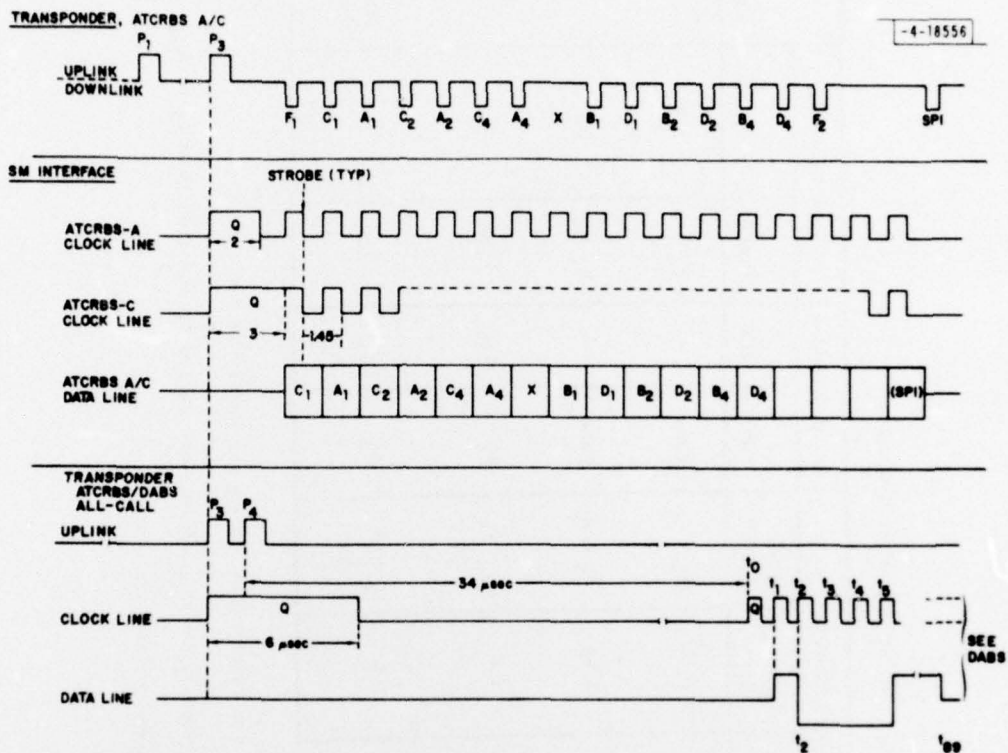 TRANSPONDER, ATCRBS A/C
-4-18556
P1 P3
UPLINK
DOWNLINK
F1 C1 A1 C2 A2 C4 A4 X B1 D1 B2 D2 B4 D4 F2 SPI
SM INTERFACE
STROBE (TYP)
ATCRBS-A
CLOCK LINE
Q
2
ATCRBS-C
CLOCK LINE
Q
3
1.45
ATCRBS A/C
DATA LINE
C1 A1 C2 A2 C4 A4 X B1 D1 B2 D2 B4 D4 (SPI)
TRANSPONDER
ATCRBS/DABS
ALL-CALL
P3 P4
UPLINK
34 μsec
t0 t1 t2 t3 t4 t5
CLOCK LINE
Q
Q
6 μsec
SEE
DABS
DATA LINE
t2 t89